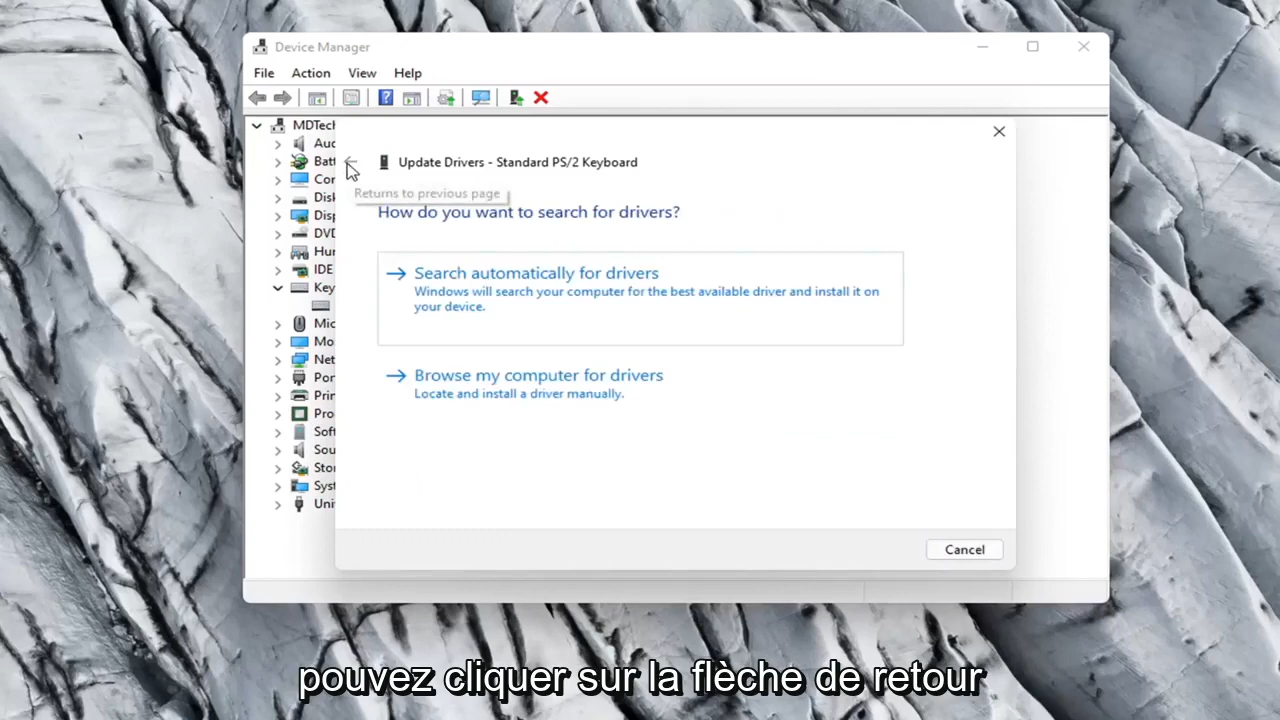 Device Manager
File Action View Help
MDTech
Aud
Batt
Con
Disk
Disp
DVD
Hun
IDE
Key
Mic
Mo
Net
Por
Prin
Pro
Soft
Sou
Stor
Syst
Uni
Update Drivers - Standard PS/2 Keyboard
Returns to previous page
How do you want to search for drivers?
Search automatically for drivers
Windows will search your computer for the best available driver and install it on
your device.
Browse my computer for drivers
Locate and install a driver manually.
Cancel
pouvez cliquer sur la flèche de retour